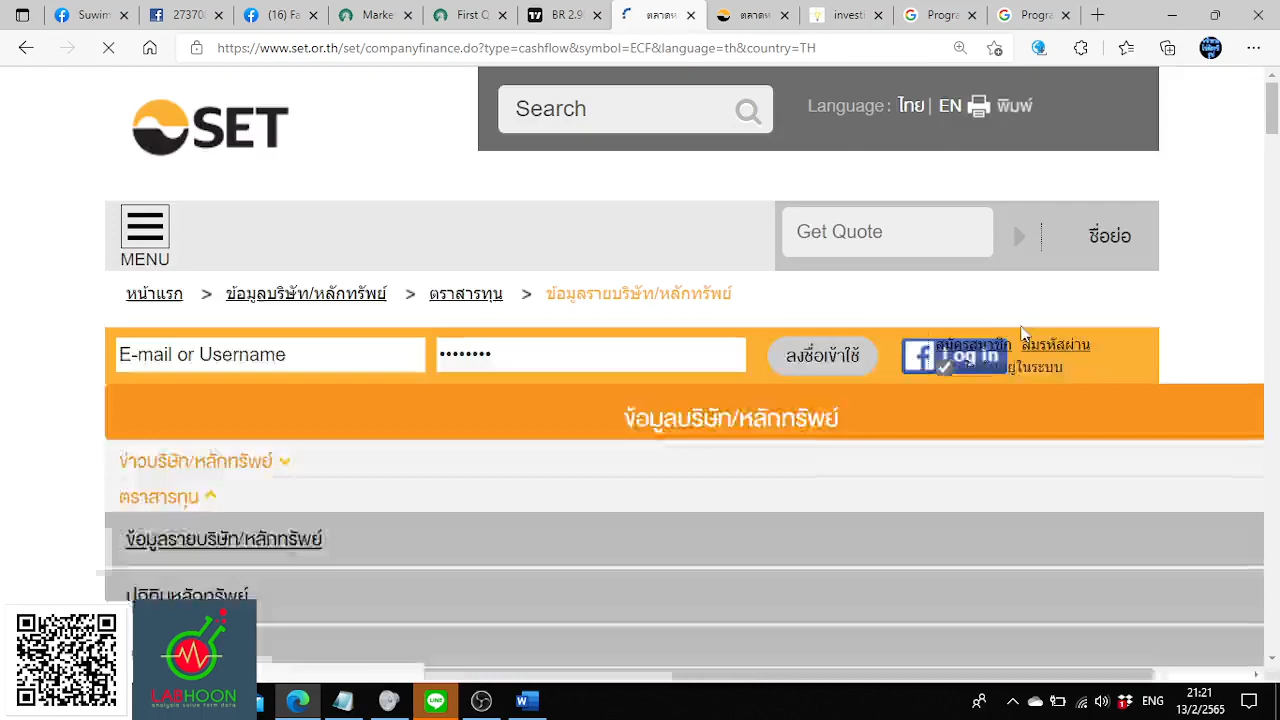 Suwim
273700
(16)
Marke
First Q
BR 2.9
ตลาดห
ตลาดห
investi
Progra
Progra
https://www.set.or.th/set/companyfinance.do?type=cashflow&symbol=ECF&language=th&country=TH
SET
Search
Language : ไทย | EN พิมพ์
MENU
Get Quote
ชื่อย่อ
หน้าแรก > ข้อมูลบริษัท/หลักทรัพย์ > ตราสารทุน > ข้อมูลรายบริษัท/หลักทรัพย์
E-mail or Username
••••••••
ลงชื่อเข้าใช้
Log In
สมัครสมาชิก
ลืมรหัสผ่าน
ข้อมูลบริษัท/หลักทรัพย์
ข่าวบริษัท/หลักทรัพย์
ตราสารทุน
ข้อมูลรายบริษัท/หลักทรัพย์
ปฏิทินหลักทรัพย์
LABHOON
analysis value form data
ENG
21:21
13/2/2565